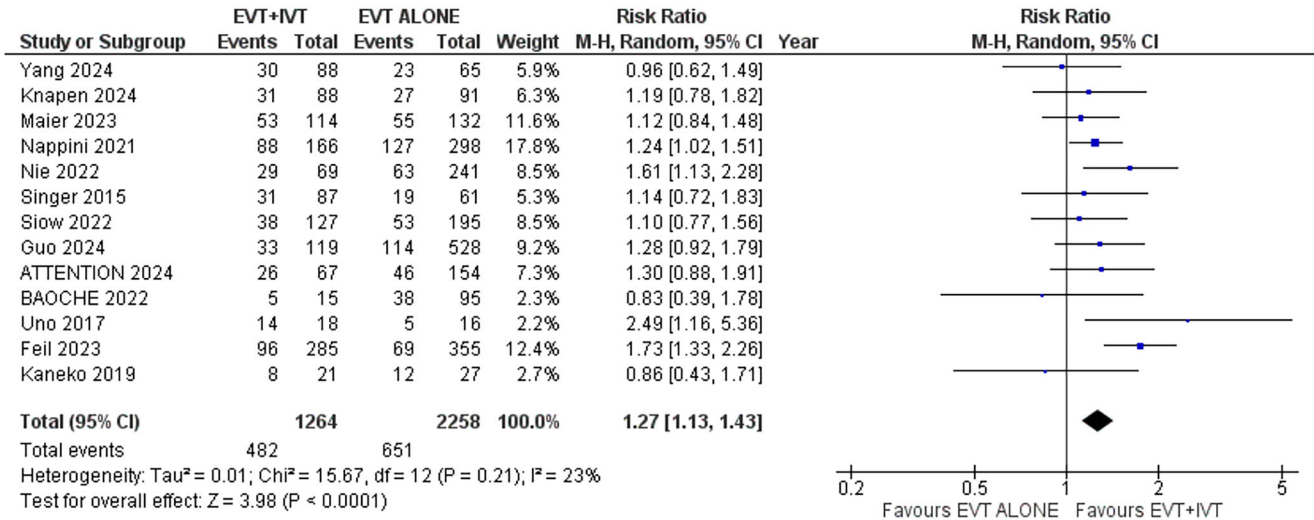 EVT+IVT EVT ALONE Risk Ratio Risk Ratio
Study or Subgroup Events Total Events Total Weight M-H, Random, 95% CI Year M-H, Random, 95% CI
Yang 2024 30 88 23 65 5.9% 0.96 [0.62, 1.49]
Knapen 2024 31 88 27 91 6.3% 1.19 [0.78, 1.82]
Maier 2023 53 114 55 132 11.6% 1.12 [0.84, 1.48]
Nappini 2021 88 166 127 298 17.8% 1.24 [1.02, 1.51]
Nie 2022 29 69 63 241 8.5% 1.61 [1.13, 2.28]
Singer 2015 31 87 19 61 5.3% 1.14 [0.72, 1.83]
Siow 2022 38 127 53 195 8.5% 1.10 [0.77, 1.56]
Guo 2024 33 119 114 528 9.2% 1.28 [0.92, 1.79]
ATTENTION 2024 26 67 46 154 7.3% 1.30 [0.88, 1.91]
BAOCHE 2022 5 15 38 95 2.3% 0.83 [0.39, 1.78]
Uno 2017 14 18 5 16 2.2% 2.49 [1.16, 5.36]
Feil 2023 96 285 69 355 12.4% 1.73 [1.33, 2.26]
Kaneko 2019 8 21 12 27 2.7% 0.86 [0.43, 1.71]
Total (95% CI) 1264 2258 100.0% 1.27 [1.13, 1.43]
Total events 482 651
Heterogeneity: Tau² = 0.01; Chi² = 15.67, df = 12 (P = 0.21); I² = 23%
Test for overall effect: Z = 3.98 (P < 0.0001)
0.2 0.5 1 2 5
Favours EVT ALONE Favours EVT+IVT